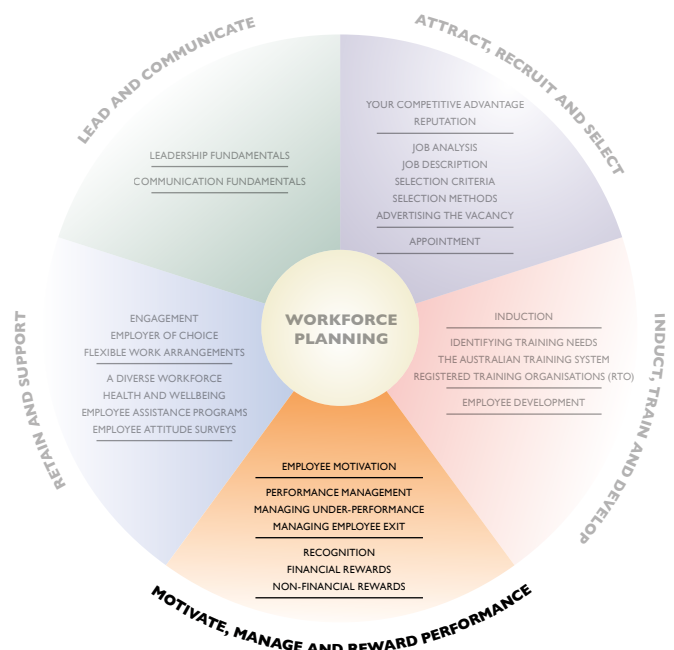 LEAD AND COMMUNICATE
LEADERSHIP FUNDAMENTALS
COMMUNICATION FUNDAMENTALS
ATTRACT, RECRUIT AND SELECT
YOUR COMPETITIVE ADVANTAGE
REPUTATION
JOB ANALYSIS
JOB DESCRIPTION
SELECTION CRITERIA
SELECTION METHODS
ADVERTISING THE VACANCY
APPOINTMENT
WORKFORCE
PLANNING
INDUCT, TRAIN AND DEVELOP
INDUCTION
IDENTIFYING TRAINING NEEDS
THE AUSTRALIAN TRAINING SYSTEM
REGISTERED TRAINING ORGANISATIONS (RTO)
EMPLOYEE DEVELOPMENT
RETAIN AND SUPPORT
ENGAGEMENT
EMPLOYER OF CHOICE
FLEXIBLE WORK ARRANGEMENTS
A DIVERSE WORKFORCE
HEALTH AND WELLBEING
EMPLOYEE ASSISTANCE PROGRAMS
EMPLOYEE ATTITUDE SURVEYS
EMPLOYEE MOTIVATION
PERFORMANCE MANAGEMENT
MANAGING UNDER-PERFORMANCE
MANAGING EMPLOYEE EXIT
RECOGNITION
FINANCIAL REWARDS
NON-FINANCIAL REWARDS
MOTIVATE, MANAGE AND REWARD PERFORMANCE